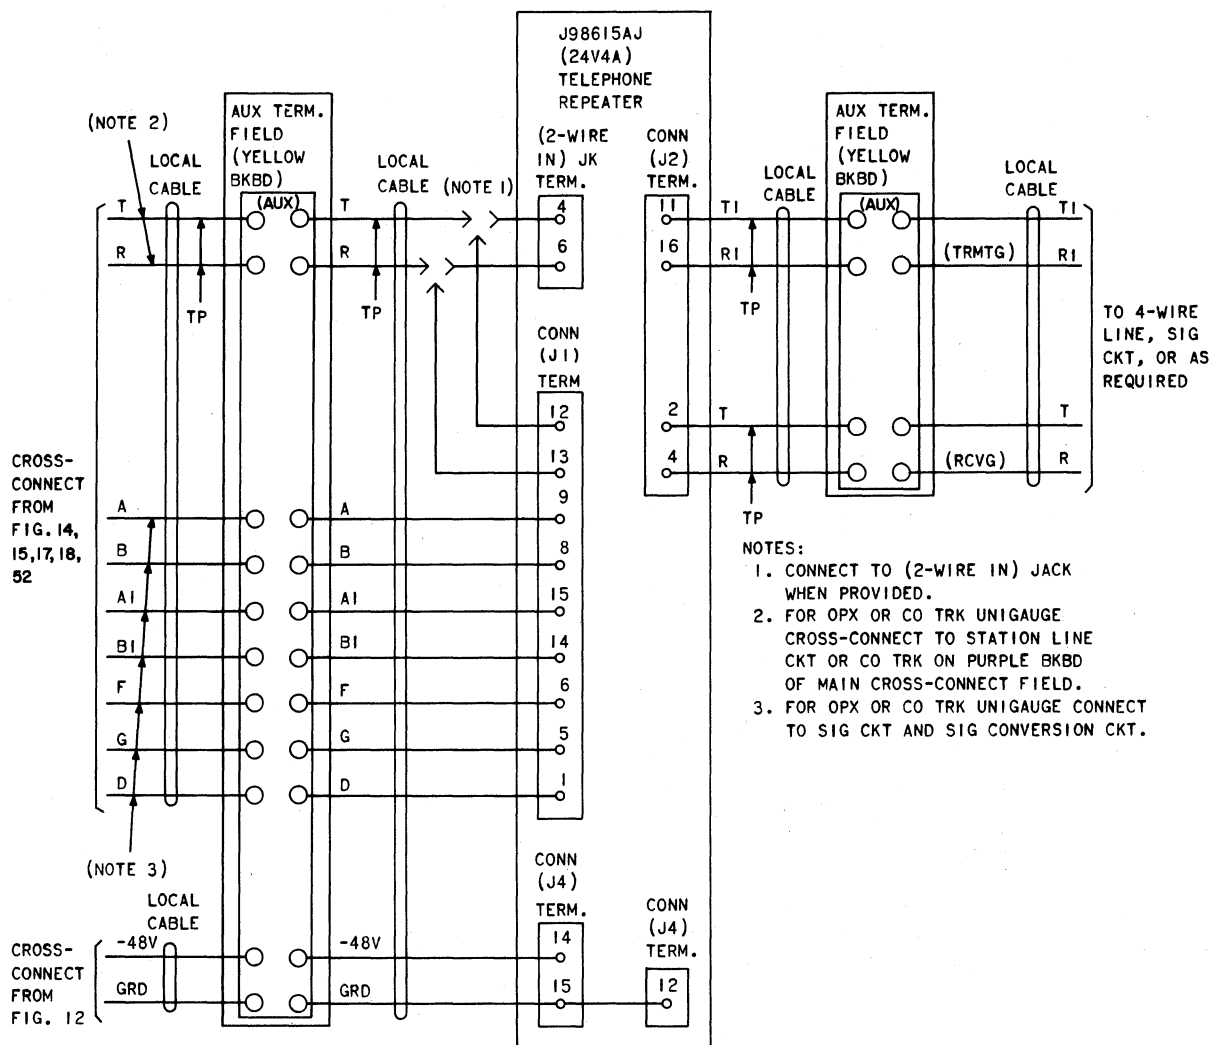 J98615AJ
(24V4A)
TELEPHONE
REPEATER
AUX TERM.
FIELD
(YELLOW
BKBD)
(AUX)
(NOTE 2)
LOCAL
CABLE
T
R
TP
LOCAL
CABLE
(NOTE 1)
T
R
TP
(2-WIRE
IN) JK
TERM.
4
6
CONN
(J2)
TERM.
11
16
2
4
T1
R1
TP
T
R
TP
LOCAL
CABLE
AUX TERM.
FIELD
(YELLOW
BKBD)
(AUX)
LOCAL
CABLE
T1
(TRMTG)
R1
T
(RCVG)
R
TO 4-WIRE
LINE, SIG
CKT, OR AS
REQUIRED
CONN
(J1)
TERM
12
13
9
8
15
14
6
5
1
CROSS-
CONNECT
FROM
FIG. 14,
15, 17, 18,
52
A
B
A1
B1
F
G
D
A
B
A1
B1
F
G
D
(NOTE 3)
NOTES:
1. CONNECT TO (2-WIRE IN) JACK
WHEN PROVIDED.
2. FOR OPX OR CO TRK UNIGAUGE
CROSS-CONNECT TO STATION LINE
CKT OR CO TRK ON PURPLE BKBD
OF MAIN CROSS-CONNECT FIELD.
3. FOR OPX OR CO TRK UNIGAUGE CONNECT
TO SIG CKT AND SIG CONVERSION CKT.
LOCAL
CABLE
CROSS-
CONNECT
FROM
FIG. 12
-48V
GRD
-48V
GRD
CONN
(J4)
TERM.
14
15
CONN
(J4)
TERM.
12